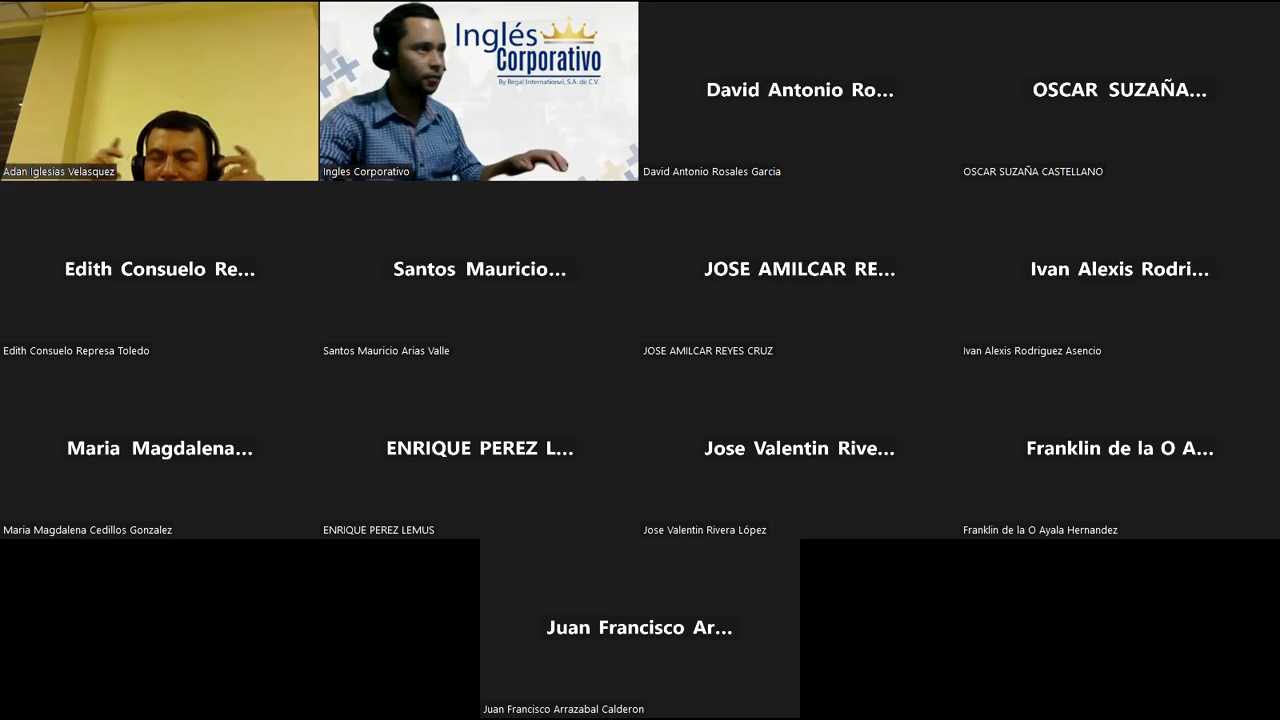 Inglés
Corporativo
By Regal International, S.A. de C.V.
David Antonio Ro...
OSCAR SUZAÑA...
Adan Iglesias Velasquez
Ingles Corporativo
David Antonio Rosales Garcia
OSCAR SUZAÑA CASTELLANO
Edith Consuelo Re...
Santos Mauricio...
JOSE AMILCAR RE...
Ivan Alexis Rodri...
Edith Consuelo Represa Toledo
Santos Mauricio Arias Valle
JOSE AMILCAR REYES CRUZ
Ivan Alexis Rodriguez Asencio
Maria Magdalena...
ENRIQUE PEREZ L...
Jose Valentin Rive...
Franklin de la O A...
Maria Magdalena Cedillos Gonzalez
ENRIQUE PEREZ LEMUS
Jose Valentin Rivera López
Franklin de la O Ayala Hernandez
Juan Francisco Ar...
Juan Francisco Arrazabal Calderon